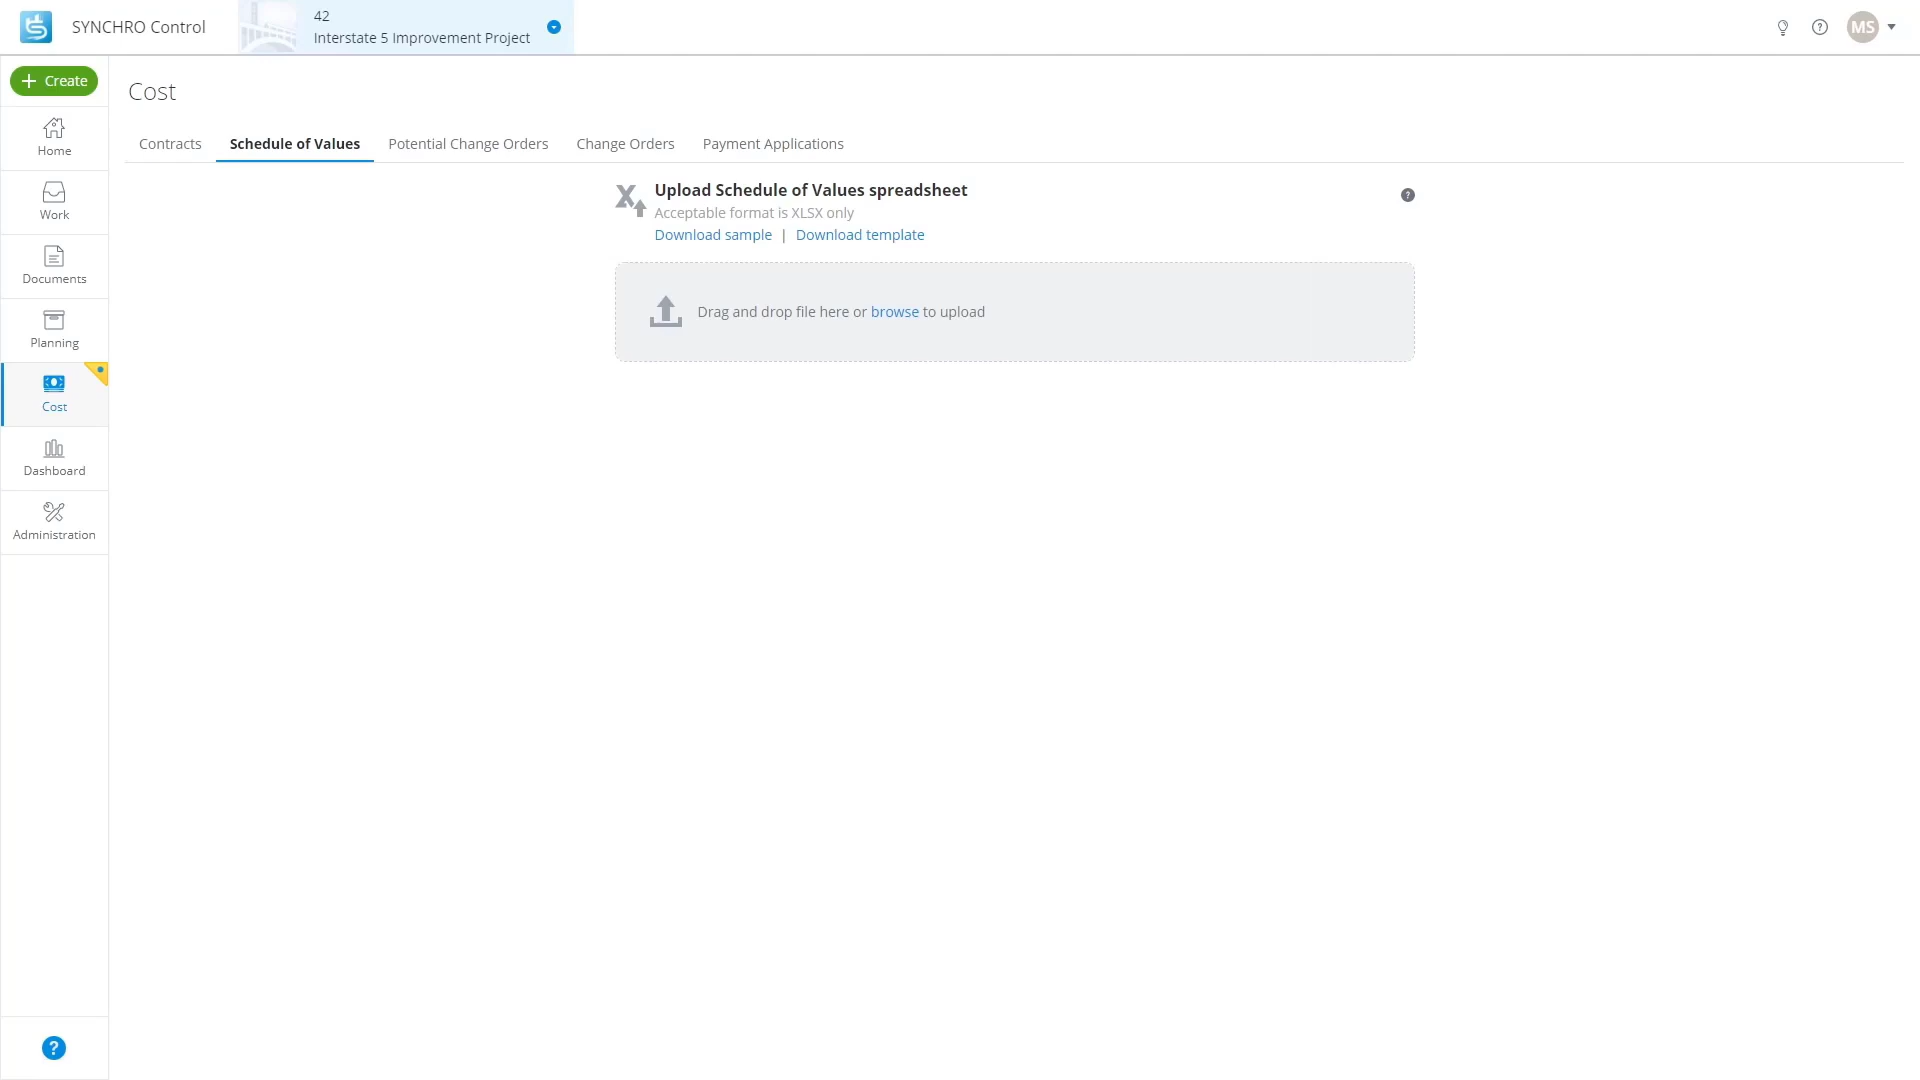 SYNCHRO Control
42
Interstate 5 Improvement Project
?
MS
Create
Home
Work
Documents
Planning
Cost
Dashboard
Administration
?
Cost
Contracts
Schedule of Values
Potential Change Orders
Change Orders
Payment Applications
Upload Schedule of Values spreadsheet
?
Acceptable format is XLSX only
Download sample | Download template
Drag and drop file here or browse to upload